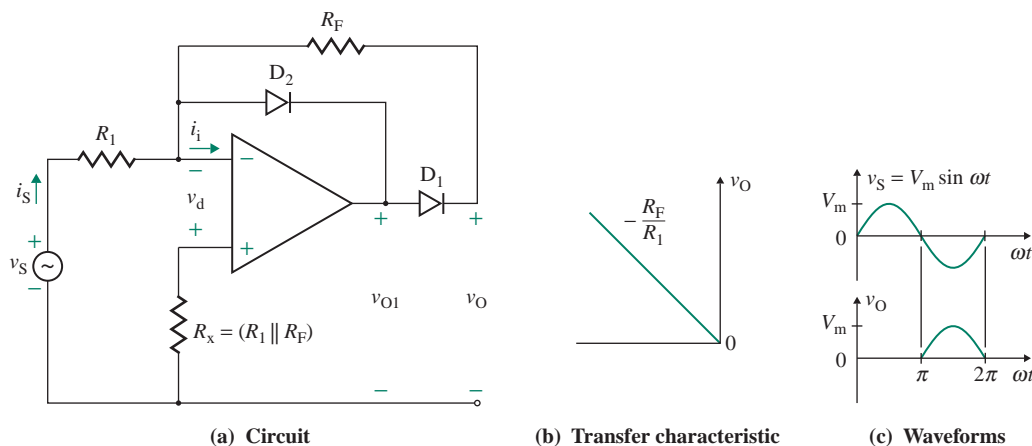 R_F
D_2
R_1
i_i
−
−
D_1
i_S
v_d
+
+
+
+
+
v_S
~
−
v_O1
v_O
R_x = (R_1 || R_F)
−
−
(a) Circuit
v_O
− R_F/R_1
0
(b) Transfer characteristic
v_S = V_m sin ωt
V_m
0
ωt
V_m
v_O
0
π
2π
ωt
(c) Waveforms